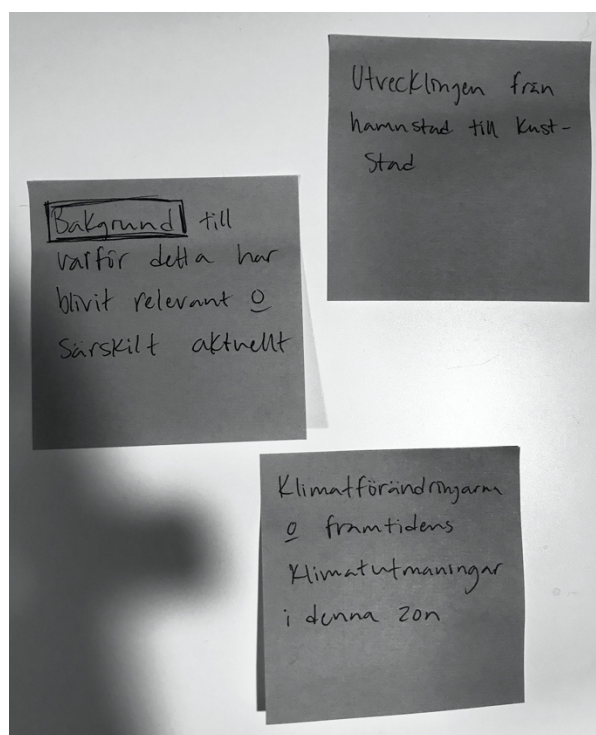 Utvecklingen från
hamnstad till Kust-
Stad
Bakgrund till
varför detta har
blivit relevant o
Särskilt aktuellt
Klimatförändringarna
o framtidens
Klimatutmaningar
i denna zon